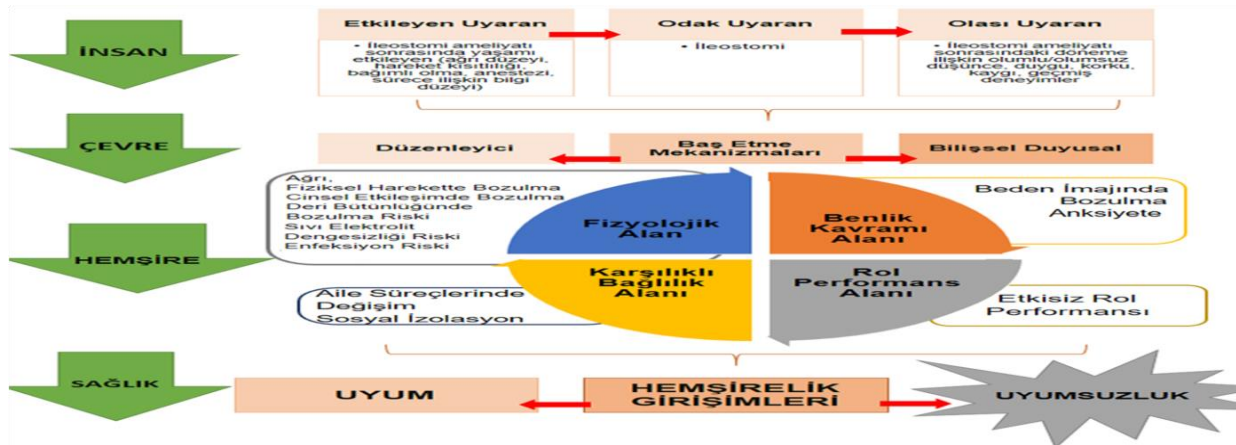 İNSAN
Etkileyen Uyaran
• İleostomi ameliyatı
sonrasında yaşamı
etkileyen (ağrı düzeyi,
hareket kısıtlılığı,
bağımlı olma, anestezi,
sürece ilişkin bilgi
düzeyi)
Odak Uyaran
• İleostomi
Olası Uyaran
• İleostomi ameliyatı
sonrasındaki döneme
ilişkin olumlu/olumsuz
düşünce, duygu, korku,
kaygı, geçmiş
deneyimler
ÇEVRE
Düzenleyici
Baş Etme
Mekanizmaları
Bilişsel Duyusal
Ağrı,
Fiziksel Harekette Bozulma
Cinsel Etkileşimde Bozulma
Deri Bütünlüğünde
Bozulma Riski
Sıvı Elektrolit
Dengesizliği Riski
Enfeksiyon Riski
Fizyolojik
Alan
Benlik
Kavramı
Alanı
Beden İmajında
Bozulma
Anksiyete
HEMŞİRE
Aile Süreçlerinde
Değişim
Sosyal İzolasyon
Karşılıklı
Bağlılık
Alanı
Rol
Performans
Alanı
Etkisiz Rol
Performansı
SAĞLIK
UYUM
HEMŞİRELİK
GİRİŞİMLERİ
UYUMSUZLUK